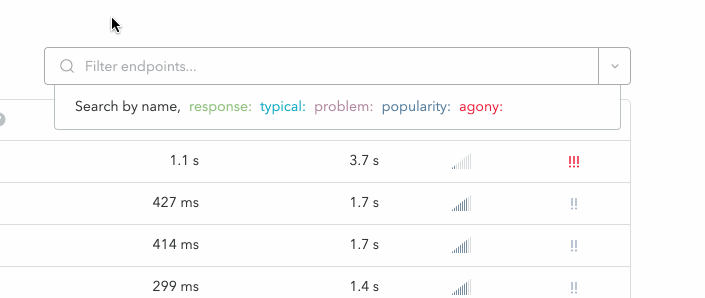 Filter endpoints...
Search by name, response: typical: problem: popularity: agony:
?
1.1 s 3.7 s !!!
427 ms 1.7 s !!
414 ms 1.7 s !!
299 ms 1.4 s !!